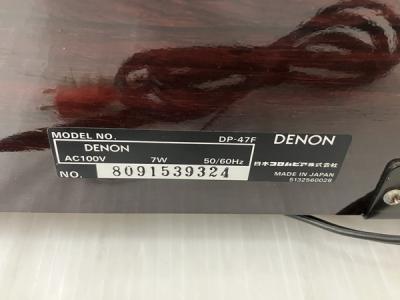 MODEL NO. DP-47F DENON
DENON
AC100V 7W 50/60Hz
日本コロムビア株式会社
NO. 8091539324
MADE IN JAPAN
5132560028